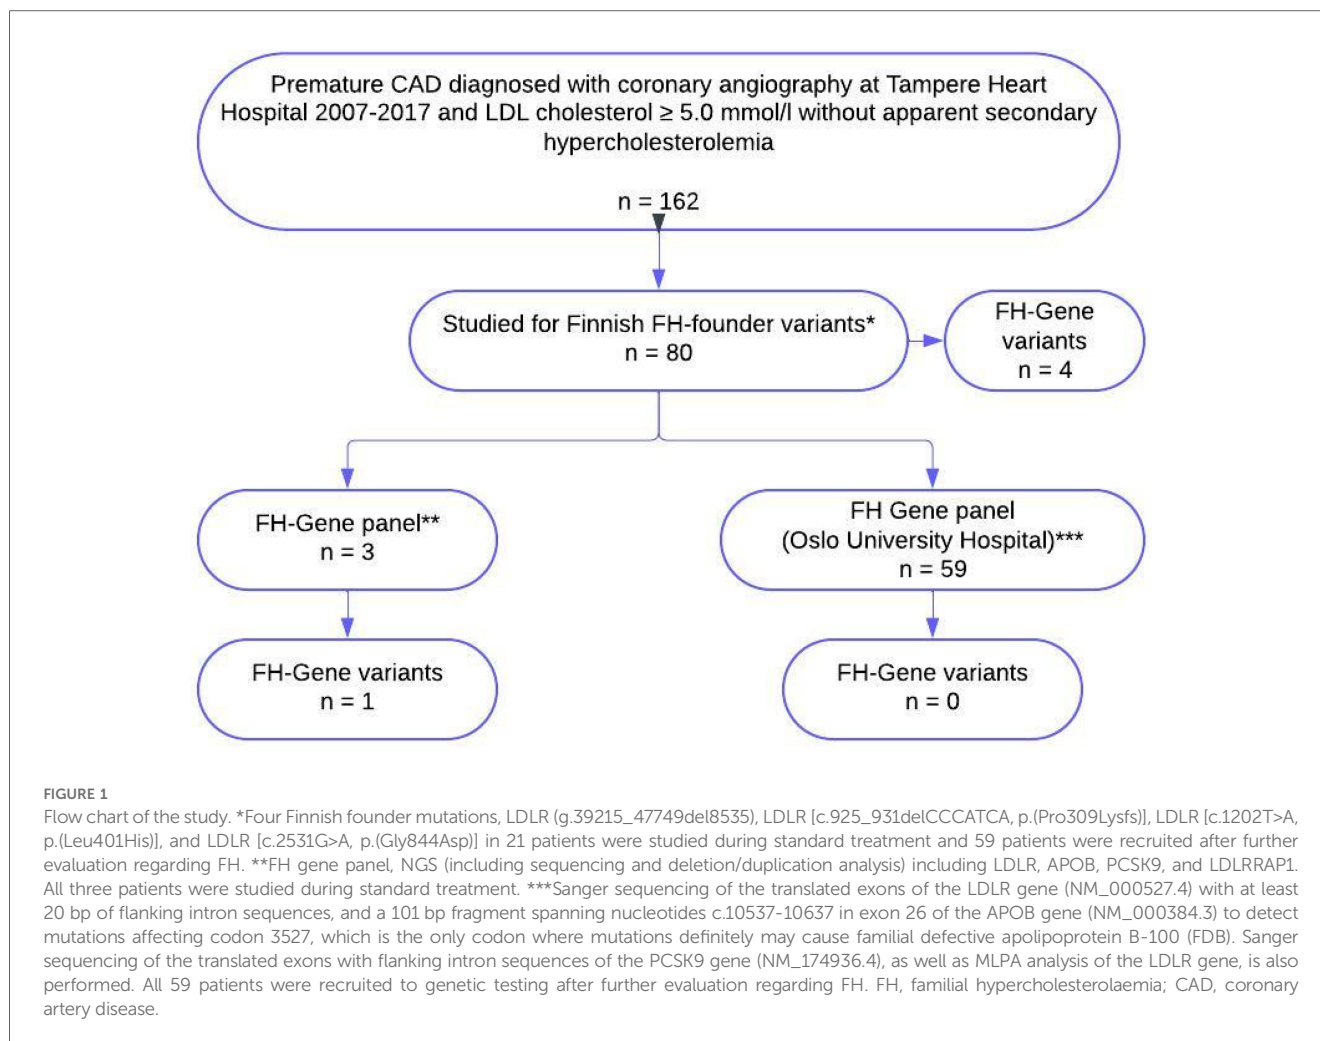 Premature CAD diagnosed with coronary angiography at Tampere Heart
Hospital 2007-2017 and LDL cholesterol ≥ 5.0 mmol/l without apparent secondary
hypercholesterolemia
n = 162
Studied for Finnish FH-founder variants*
n = 80
FH-Gene
variants
n = 4
FH-Gene panel**
n = 3
FH Gene panel
(Oslo University Hospital)***
n = 59
FH-Gene variants
n = 1
FH-Gene variants
n = 0
FIGURE 1
Flow chart of the study. *Four Finnish founder mutations, LDLR (g.39215_47749del8535), LDLR [c.925_931delCCCATCA, p.(Pro309Lysfs)], LDLR [c.1202T>A,
p.(Leu401His)], and LDLR [c.2531G>A, p.(Gly844Asp)] in 21 patients were studied during standard treatment and 59 patients were recruited after further
evaluation regarding FH. **FH gene panel, NGS (including sequencing and deletion/duplication analysis) including LDLR, APOB, PCSK9, and LDLRRAP1.
All three patients were studied during standard treatment. ***Sanger sequencing of the translated exons of the LDLR gene (NM_000527.4) with at least
20 bp of flanking intron sequences, and a 101 bp fragment spanning nucleotides c.10537-10637 in exon 26 of the APOB gene (NM_000384.3) to detect
mutations affecting codon 3527, which is the only codon where mutations definitely may cause familial defective apolipoprotein B-100 (FDB). Sanger
sequencing of the translated exons with flanking intron sequences of the PCSK9 gene (NM_174936.4), as well as MLPA analysis of the LDLR gene, is also
performed. All 59 patients were recruited to genetic testing after further evaluation regarding FH. FH, familial hypercholesterolaemia; CAD, coronary
artery disease.